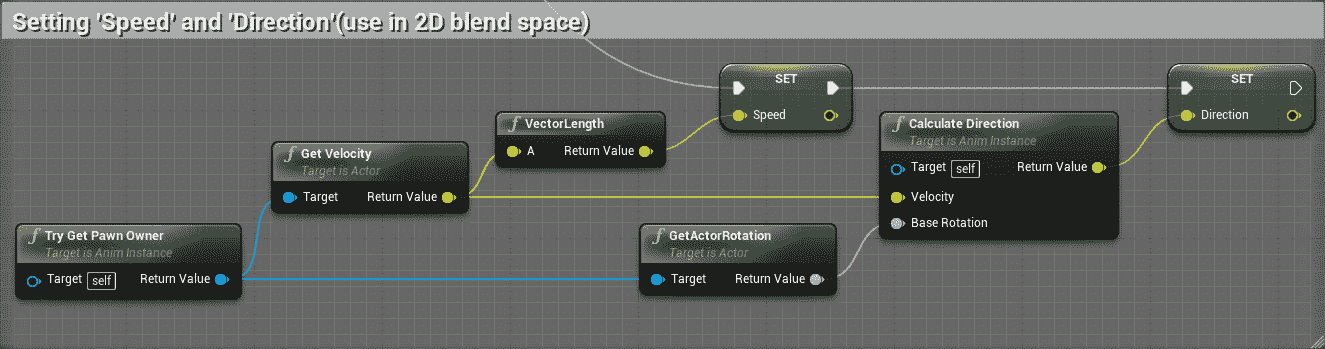 Setting 'Speed' and 'Direction'(use in 2D blend space)
SET
SET
Speed
Direction
VectorLength
A Return Value
Calculate Direction
Target is Anim Instance
Target self Return Value
Velocity
Base Rotation
Get Velocity
Target is Actor
Target Return Value
Try Get Pawn Owner
Target is Anim Instance
Target self Return Value
GetActorRotation
Target is Actor
Target Return Value